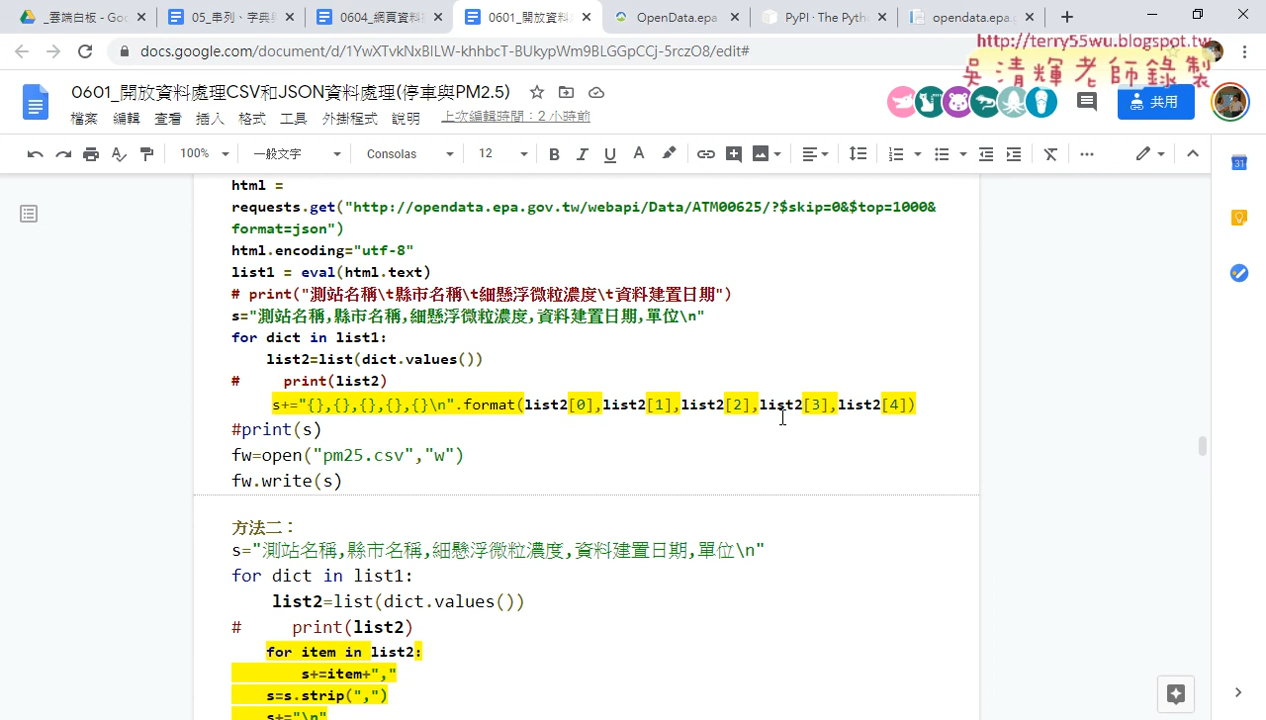 _雲端白板 - Goo
05_串列、字典與
0604_網頁資料擷
0601_開放資料處
OpenData.epa.
PyPI · The Pyth
opendata.epa.g
docs.google.com/document/d/1YwXTvkNxBILW-khhbcT-BUkypWm9BLGGpCCj-5rczO8/edit#
http://terry55wu.blogspot.tw
吳清輝老師錄製
0601_開放資料處理CSV和JSON資料處理(停車與PM2.5)
檔案 編輯 查看 插入 格式 工具 外掛程式 說明 上次編輯時間：2 小時前
共用
100% 一般文字 Consolas 12 B I U A
31
html =
requests.get("http://opendata.epa.gov.tw/webapi/Data/ATM00625/?$skip=0&$top=1000&
format=json")
html.encoding="utf-8"
list1 = eval(html.text)
# print("測站名稱\t縣市名稱\t細懸浮微粒濃度\t資料建置日期")
s="測站名稱,縣市名稱,細懸浮微粒濃度,資料建置日期,單位\n"
for dict in list1:
list2=list(dict.values())
# print(list2)
s+="{},{},{},{},{}\n".format(list2[0],list2[1],list2[2],list2[3],list2[4])
#print(s)
fw=open("pm25.csv","w")
fw.write(s)
方法二：
s="測站名稱,縣市名稱,細懸浮微粒濃度,資料建置日期,單位\n"
for dict in list1:
list2=list(dict.values())
# print(list2)
for item in list2:
s+=item+","
s=s.strip(",")
s+="\n"